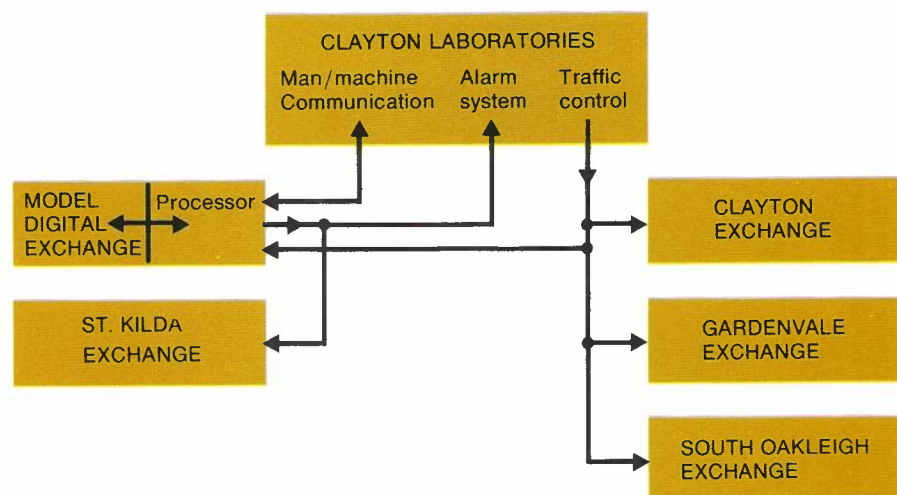 CLAYTON LABORATORIES
Man/machine
Communication
Alarm
system
Traffic
control
MODEL
DIGITAL
EXCHANGE
Processor
CLAYTON
EXCHANGE
ST. KILDA
EXCHANGE
GARDENVALE
EXCHANGE
SOUTH OAKLEIGH
EXCHANGE